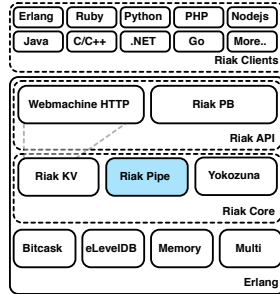 Erlang Ruby Python PHP Nodejs
Java C/C++ .NET Go More..
Riak Clients
Webmachine HTTP Riak PB
Riak API
Riak KV Riak Pipe Yokozuna
Riak Core
Bitcask eLevelDB Memory Multi
Erlang